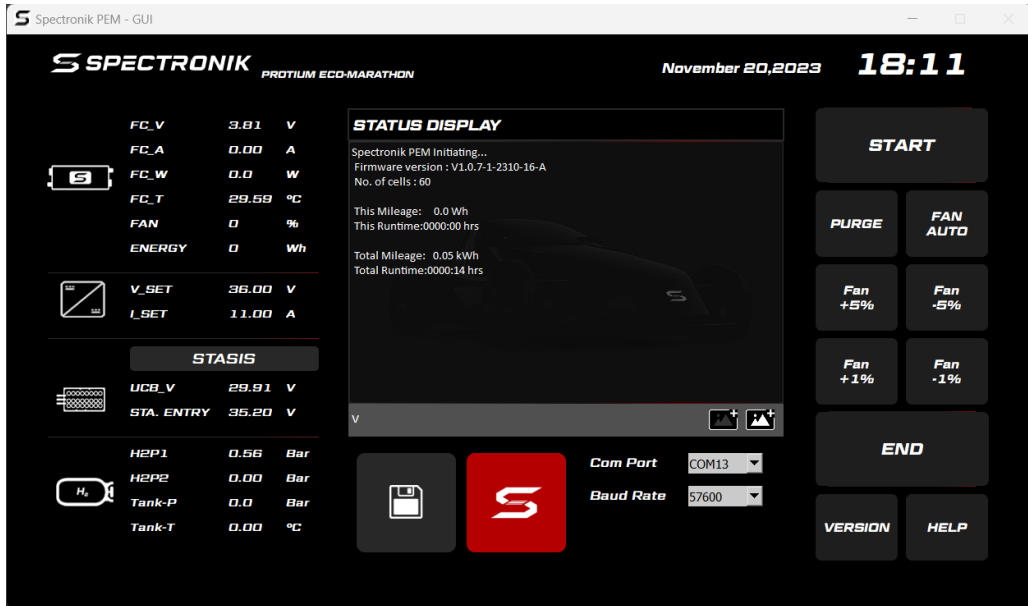 Spectronik PEM - GUI
SPECTRONIK PROTIUM ECO-MARATHON
November 20,2023 18:11
FC_V 3.81 V
FC_A 0.00 A
FC_W 0.0 W
FC_T 29.59 ºC
FAN 0 %
ENERGY 0 Wh
V_SET 36.00 V
I_SET 11.00 A
STASIS
UCB_V 29.91 V
STA. ENTRY 35.20 V
H2P1 0.56 Bar
H2P2 0.00 Bar
Tank-P 0.0 Bar
Tank-T 0.00 ºC
STATUS DISPLAY
Spectronik PEM Initiating...
Firmware version : V1.0.7-1-2310-16-A
No. of cells : 60
This Mileage: 0.0 Wh
This Runtime:0000:00 hrs
Total Mileage: 0.05 kWh
Total Runtime:0000:14 hrs
V
Com Port COM13
Baud Rate 57600
START
PURGE
FAN
AUTO
Fan
+5%
Fan
-5%
Fan
+1%
Fan
-1%
END
VERSION
HELP